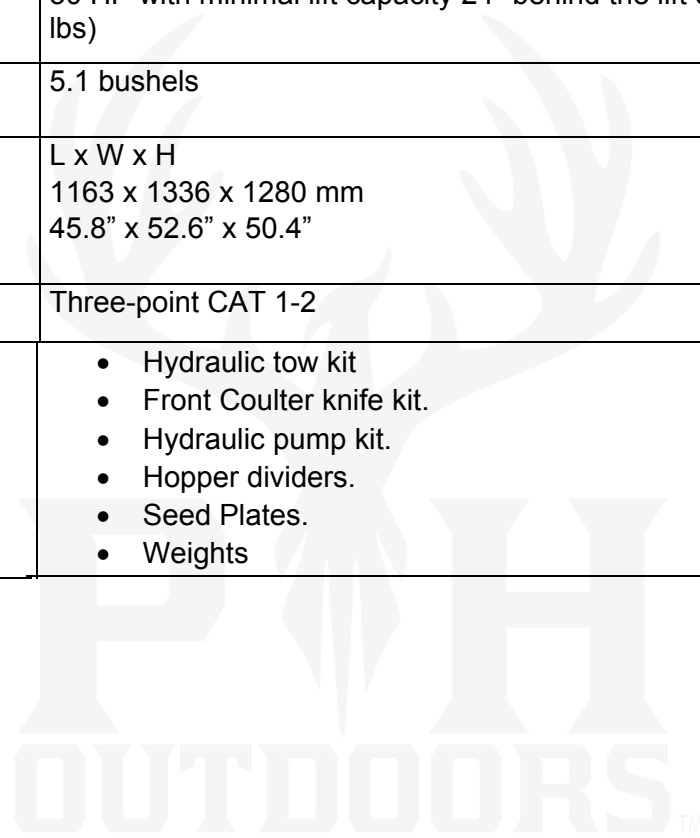 lbs)
5.1 bushels
L x W x H
1163 x 1336 x 1280 mm
45.8” x 52.6” x 50.4”
Three-point CAT 1-2
• Hydraulic tow kit
• Front Coulter knife kit.
• Hydraulic pump kit.
• Hopper dividers.
• Seed Plates.
• Weights
P H
OUTDOORS
TM